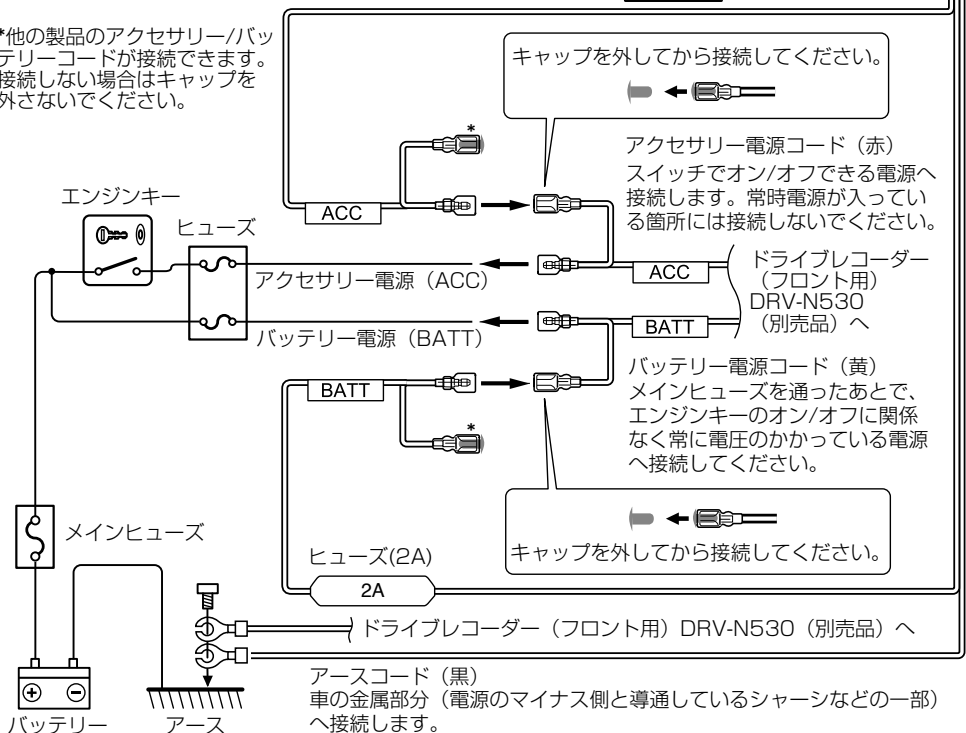 *他の製品のアクセサリー/バッ
テリーコードが接続できます。
接続しない場合はキャップを
外さないでください。
キャップを外してから接続してください。
*
アクセサリー電源コード（赤）
スイッチでオン/オフできる電源へ
接続します。常時電源が入ってい
る箇所には接続しないでください。
エンジンキー
ヒューズ
ACC
アクセサリー電源（ACC）
ACC
ドライブレコーダー
（フロント用）
DRV-N530
（別売品）へ
バッテリー電源（BATT）
BATT
バッテリー電源コード（黄）
メインヒューズを通ったあとで、
エンジンキーのオン/オフに関係
なく常に電圧のかかっている電源
へ接続してください。
BATT
*
キャップを外してから接続してください。
メインヒューズ
ヒューズ(2A)
2A
ドライブレコーダー（フロント用）DRV-N530（別売品）へ
アースコード（黒）
車の金属部分（電源のマイナス側と導通しているシャーシなどの一部）
へ接続します。
+ -
バッテリー
アース